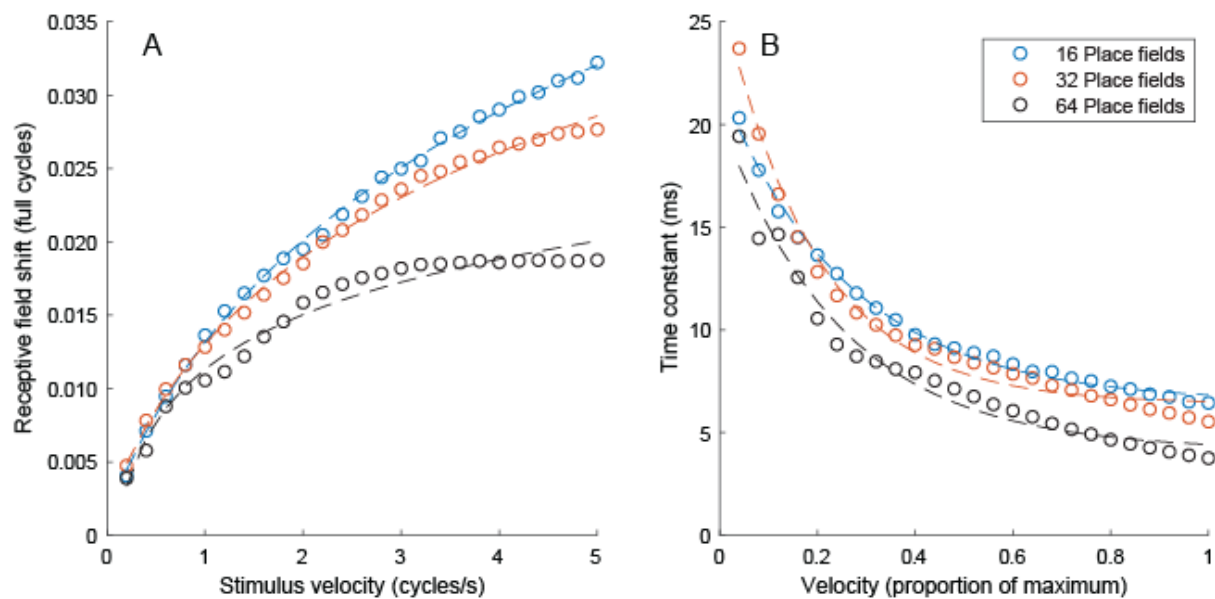 A
0.035
0.030
0.025
0.020
0.015
0.010
0.005
0
0
1
2
3
4
5
Receptive field shift (full cycles)
Stimulus velocity (cycles/s)
B
25
20
15
10
5
0
0
0.2
0.4
0.6
0.8
1
Time constant (ms)
Velocity (proportion of maximum)
16 Place fields
32 Place fields
64 Place fields